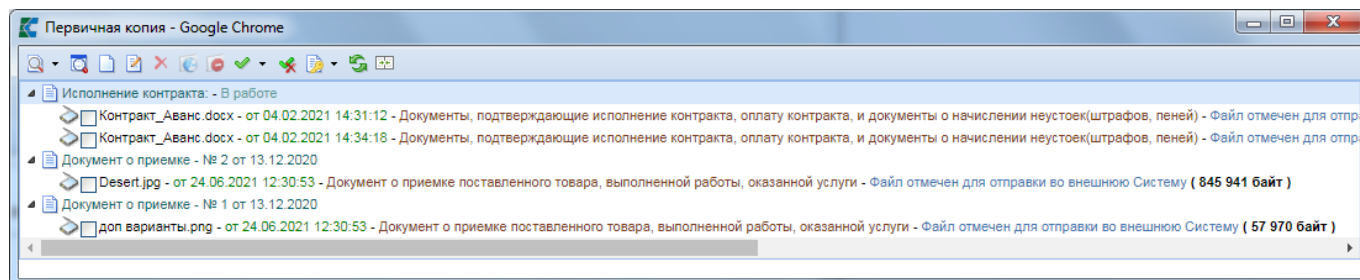 Первичная копия - Google Chrome
Исполнение контракта: - В работе
Контракт_Аванс.docx - от 04.02.2021 14:31:12 - Документы, подтверждающие исполнение контракта, оплату контракта, и документы о начислении неустоек(штрафов, пеней) - Файл отмечен для отпра
Контракт_Аванс.docx - от 04.02.2021 14:34:18 - Документы, подтверждающие исполнение контракта, оплату контракта, и документы о начислении неустоек(штрафов, пеней) - Файл отмечен для отпра
Документ о приемке - № 2 от 13.12.2020
Desert.jpg - от 24.06.2021 12:30:53 - Документ о приемке поставленного товара, выполненной работы, оказанной услуги - Файл отмечен для отправки во внешнюю Систему ( 845 941 байт )
Документ о приемке - № 1 от 13.12.2020
доп варианты.png - от 24.06.2021 12:30:53 - Документ о приемке поставленного товара, выполненной работы, оказанной услуги - Файл отмечен для отправки во внешнюю Систему ( 57 970 байт )